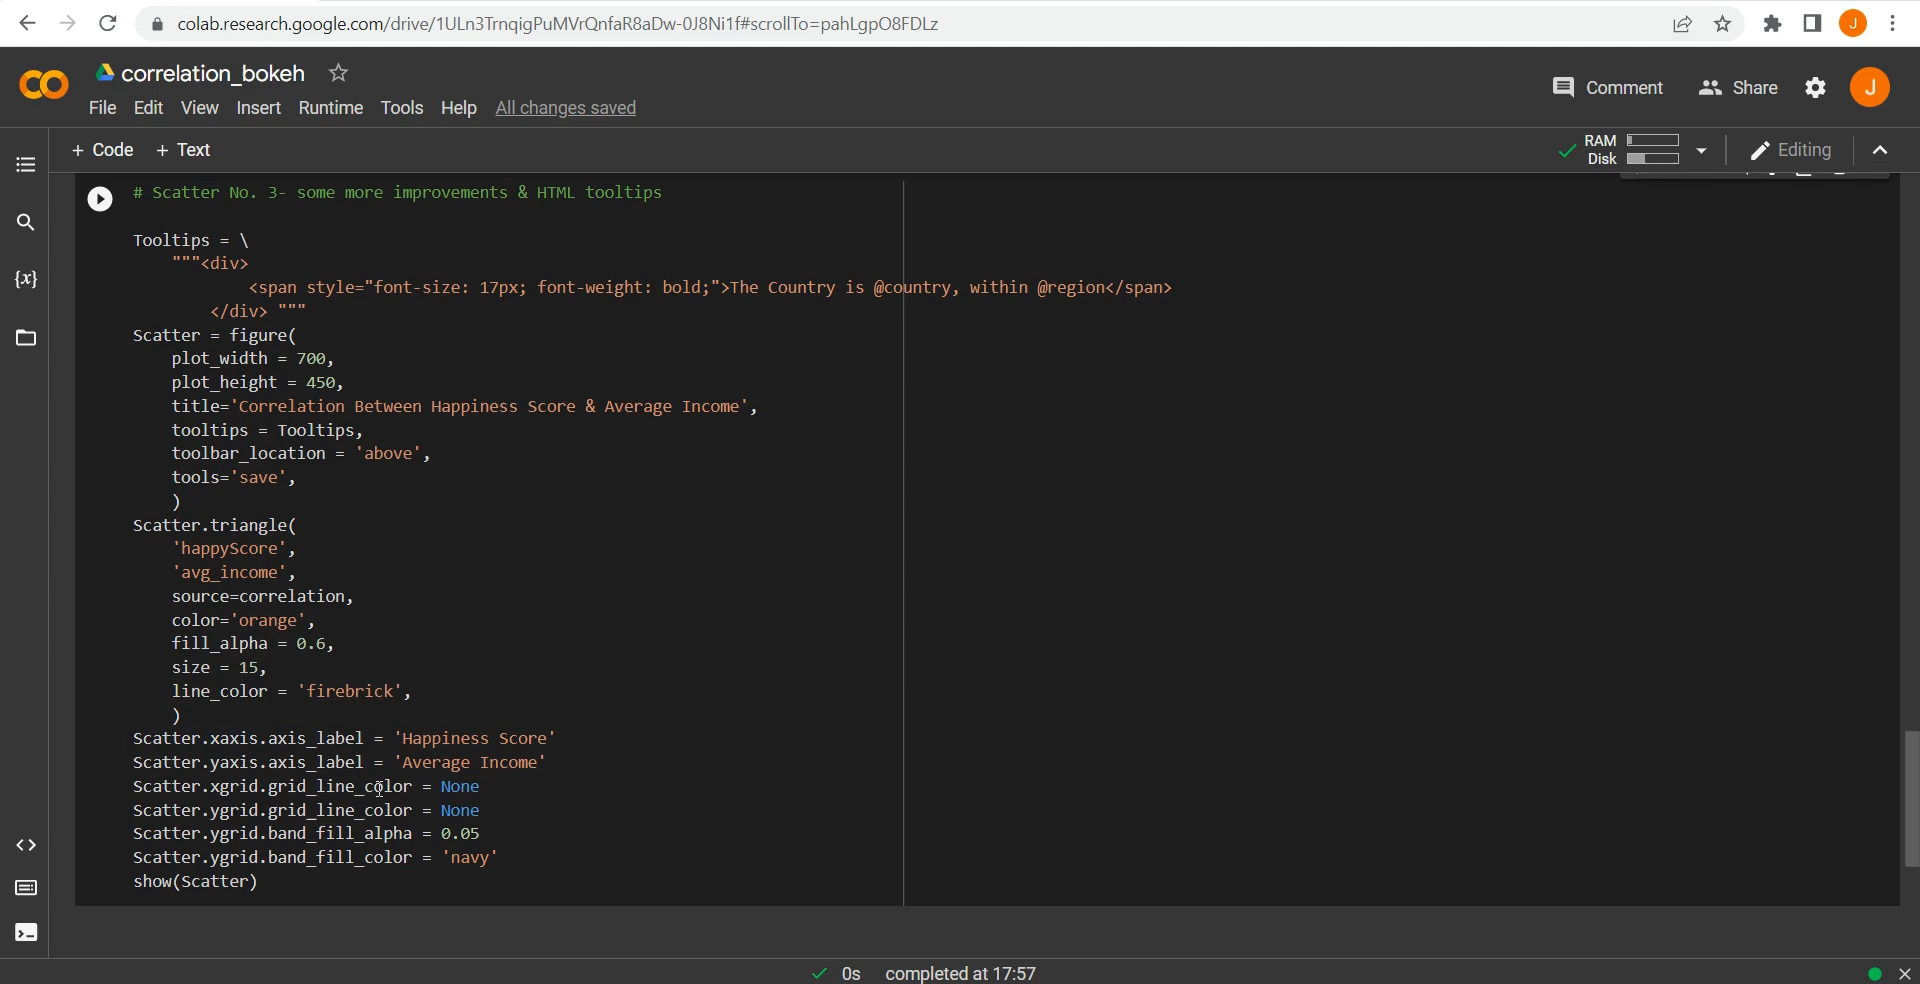 colab.research.google.com/drive/1ULn3TrnqigPuMVrQnfaR8aDw-0J8Ni1f#scrollTo=pahLgpO8FDLz
J
correlation_bokeh
File Edit View Insert Runtime Tools Help All changes saved
Comment Share J
+ Code + Text
RAM
Disk
Editing
# Scatter No. 3- some more improvements & HTML tooltips
Tooltips = \
"""<div>
<span style="font-size: 17px; font-weight: bold;">The Country is @country, within @region</span>
</div> """
Scatter = figure(
plot_width = 700,
plot_height = 450,
title='Correlation Between Happiness Score & Average Income',
tooltips = Tooltips,
toolbar_location = 'above',
tools='save',
)
Scatter.triangle(
'happyScore',
'avg_income',
source=correlation,
color='orange',
fill_alpha = 0.6,
size = 15,
line_color = 'firebrick',
)
Scatter.xaxis.axis_label = 'Happiness Score'
Scatter.yaxis.axis_label = 'Average Income'
Scatter.xgrid.grid_line_color = None
Scatter.ygrid.grid_line_color = None
Scatter.ygrid.band_fill_alpha = 0.05
Scatter.ygrid.band_fill_color = 'navy'
show(Scatter)
{x}
0s completed at 17:57